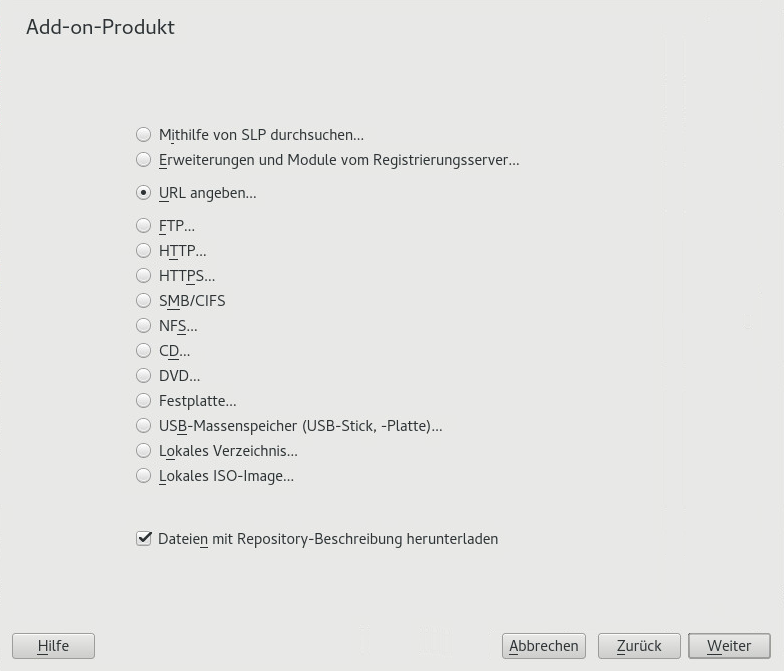 Add-on-Produkt
Mithilfe von SLP durchsuchen...
Erweiterungen und Module vom Registrierungsserver...
URL angeben...
FTP...
HTTP...
HTTPS...
SMB/CIFS
NFS...
CD...
DVD...
Festplatte...
USB-Massenspeicher (USB-Stick, -Platte)...
Lokales Verzeichnis...
Lokales ISO-Image...
Dateien mit Repository-Beschreibung herunterladen
Hilfe Abbrechen Zurück Weiter